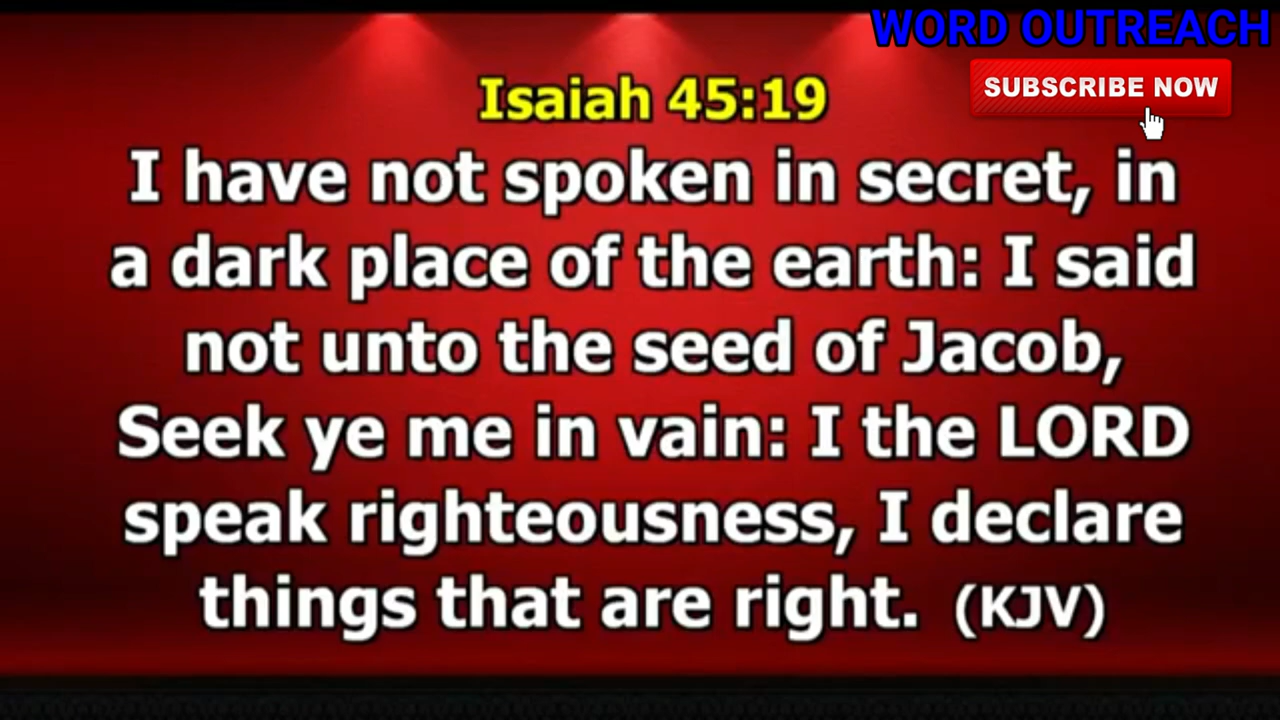 WORD OUTREACH
SUBSCRIBE NOW
Isaiah 45:19
I have not spoken in secret, in
a dark place of the earth: I said
not unto the seed of Jacob,
Seek ye me in vain: I the LORD
speak righteousness, I declare
things that are right. (KJV)